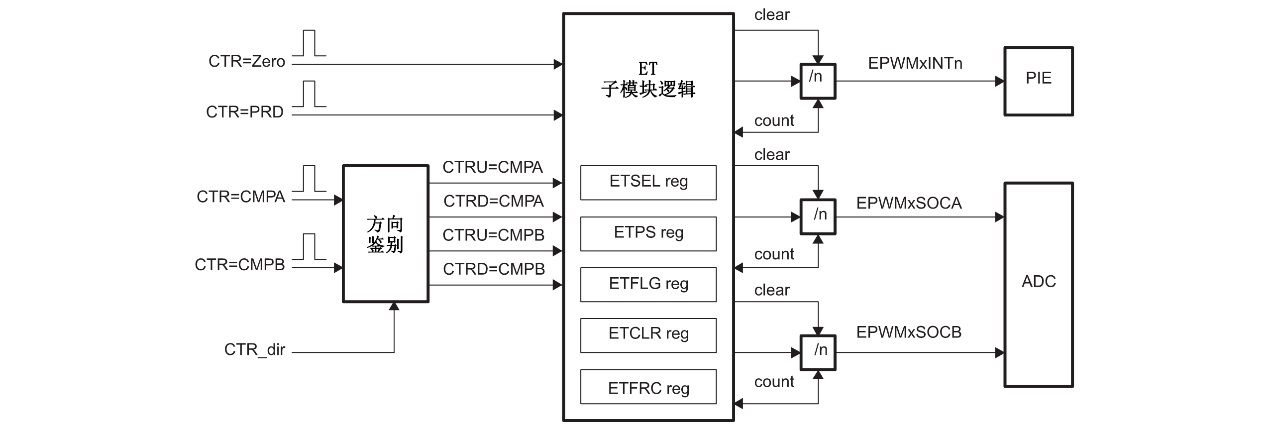 CTR=Zero
CTR=PRD
CTR=CMPA
CTR=CMPB
CTR_dir
方向
鉴别
CTRU=CMPA
CTRD=CMPA
CTRU=CMPB
CTRD=CMPB
ET
子模块逻辑
ETSEL reg
ETPS reg
ETFLG reg
ETCLR reg
ETFRC reg
clear
/n
count
EPWMxINTn
PIE
clear
/n
count
EPWMxSOCA
clear
/n
count
EPWMxSOCB
ADC